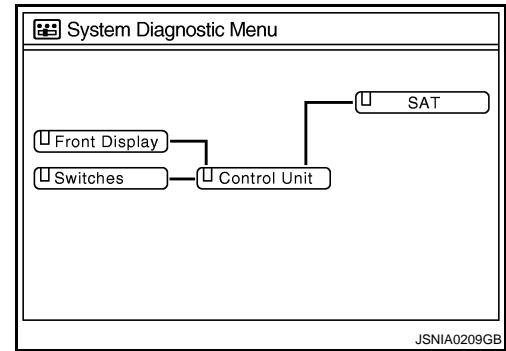 System Diagnostic Menu
SAT
Front Display
Switches
Control Unit
JSNIA0209GB